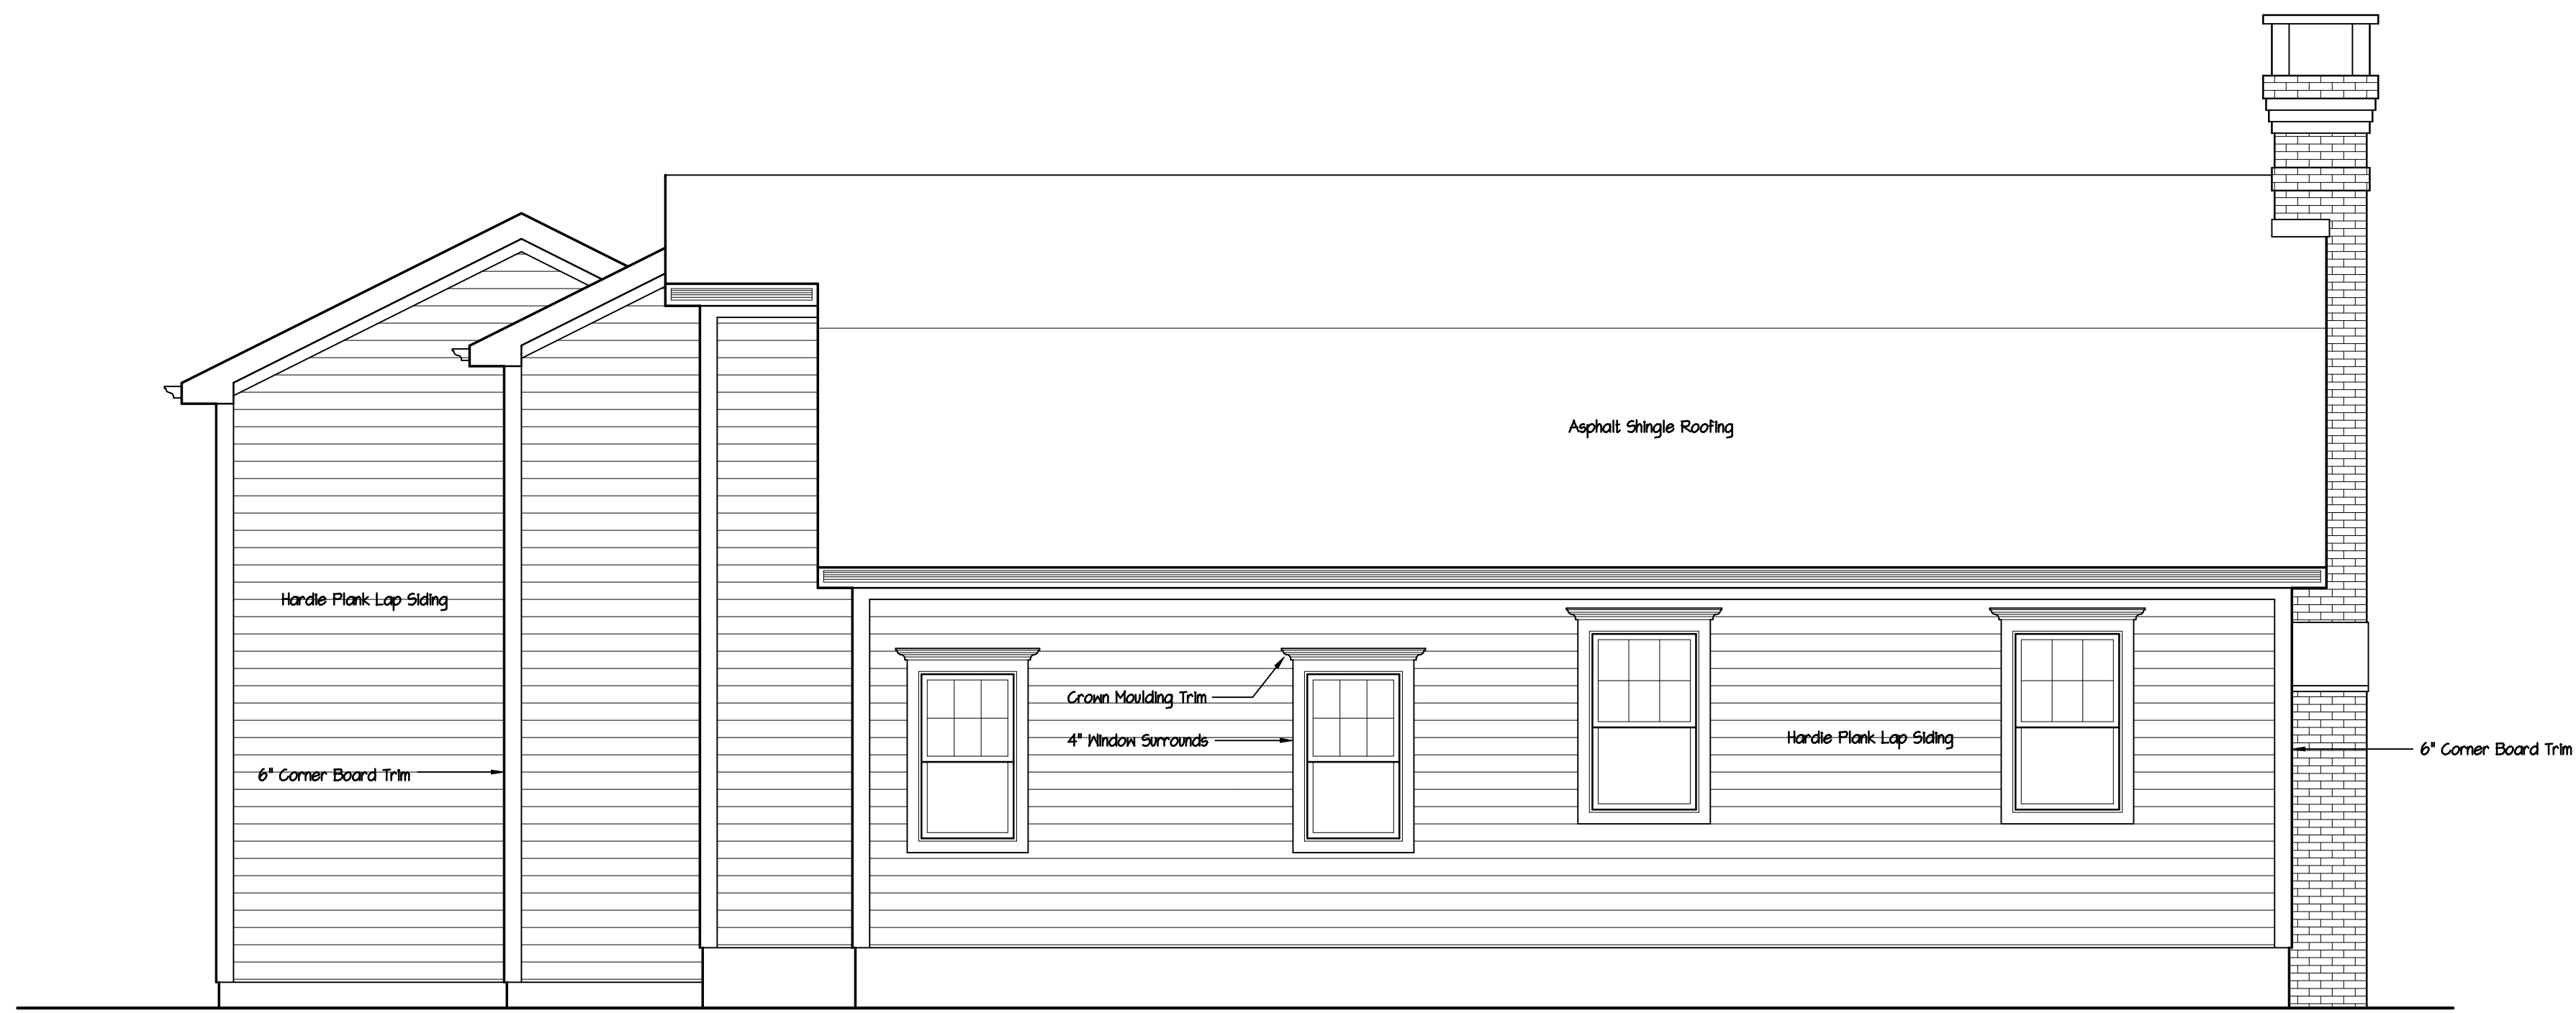 Asphalt Shingle Roofing
Hardie Plank Lap Siding
Crown Moulding Trim
4" Window Surrounds
Hardie Plank Lap Siding
6" Corner Board Trim
6" Corner Board Trim